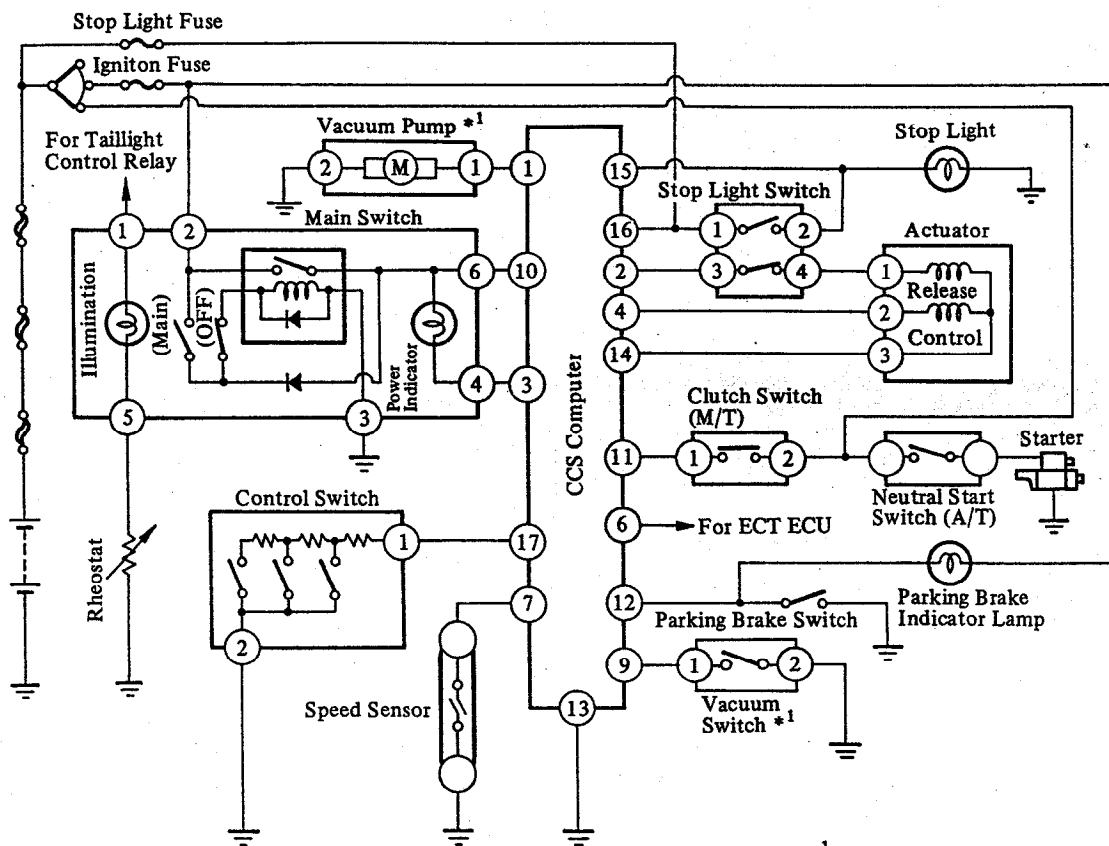 Stop Light Fuse
Igniton Fuse
For Taillight
Control Relay
Vacuum Pump *1
2
M
1
1
Main Switch
1
2
6
10
Illumination
(Main)
(OFF)
Power
Indicator
4
3
5
3
Rheostat
Control Switch
1
17
2
7
Speed Sensor
CCS Computer
13
15
Stop Light
Stop Light Switch
16
1
2
Actuator
2
3
4
1
Release
4
2
Control
14
3
Clutch Switch
(M/T)
11
1
2
Starter
Neutral Start
Switch (A/T)
6
For ECT ECU
12
Parking Brake Switch
Parking Brake
Indicator Lamp
9
1
2
Vacuum
Switch *1